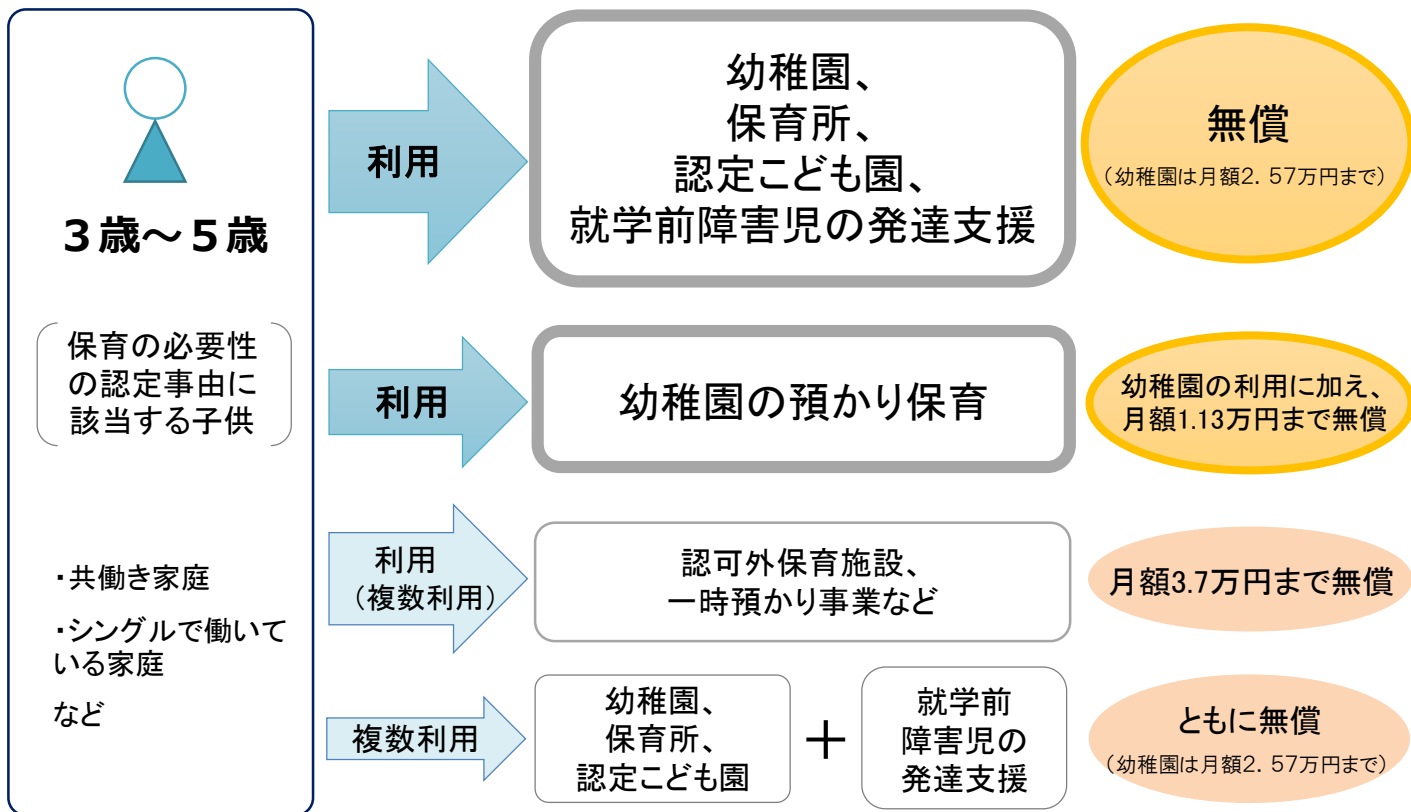 ３歳～５歳
保育の必要性
の認定事由に
該当する子供
・共働き家庭
・シングルで働いて
いる家庭
など
利用
幼稚園、
保育所、
認定こども園、
就学前障害児の発達支援
無償
（幼稚園は月額2．57万円まで）
利用
幼稚園の預かり保育
幼稚園の利用に加え、
月額1.13万円まで無償
利用
（複数利用）
認可外保育施設、
一時預かり事業など
月額3.7万円まで無償
複数利用
幼稚園、
保育所、
認定こども園
＋
就学前
障害児の
発達支援
ともに無償
（幼稚園は月額2．57万円まで）